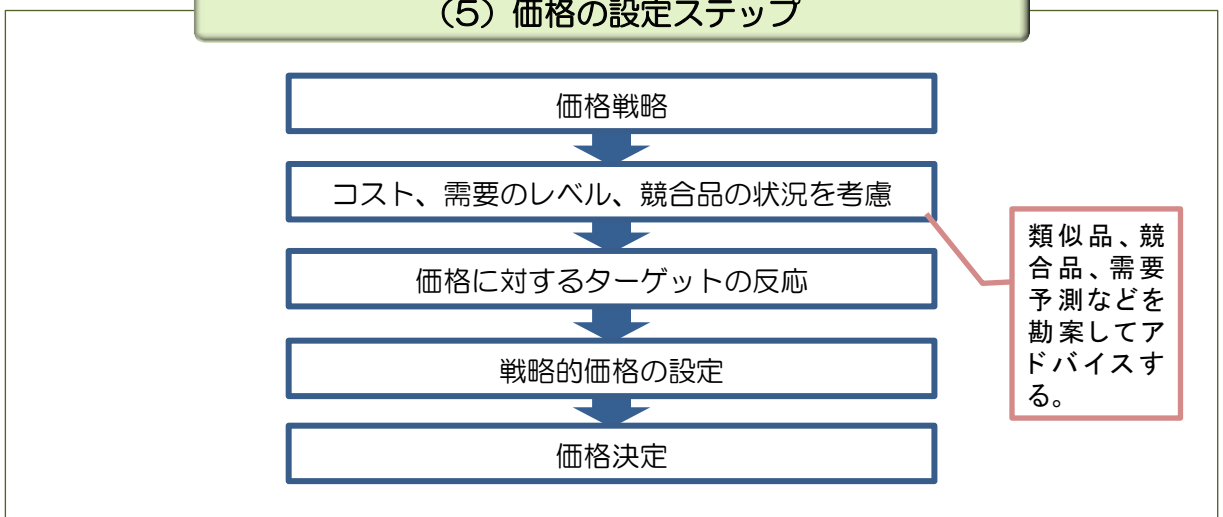 （5）価格の設定ステップ
価格戦略
コスト、需要のレベル、競合品の状況を考慮
価格に対するターゲットの反応
戦略的価格の設定
価格決定
類似品、競
合品、需要
予測などを
勘案してア
ドバイスす
る。